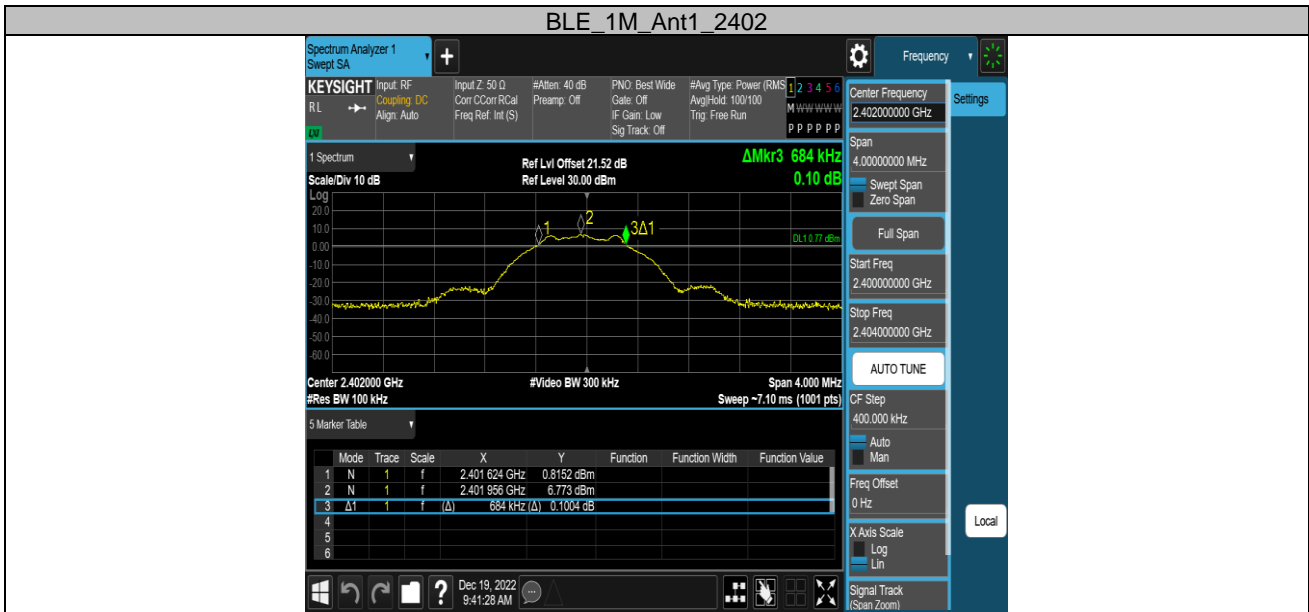 BLE_1M_Ant1_2402
Spectrum Analyzer 1
Swept SA
+
Frequency
KEYSIGHT
RL
LXI
Input: RF
Coupling: DC
Align: Auto
Input Z: 50 Ω
Corr CCorr RCal
Freq Ref: Int (S)
#Atten: 40 dB
Preamp: Off
PNO: Best Wide
Gate: Off
IF Gain: Low
Sig Track: Off
#Avg Type: Power (RMS
Avg|Hold: 100/100
Trig: Free Run
1 2 3 4 5 6
M W W W W W
P P P P P P
1 Spectrum
Scale/Div 10 dB
Ref Lvl Offset 21.52 dB
Ref Level 30.00 dBm
ΔMkr3 684 kHz
0.10 dB
Log
20.0
10.0
0.00
-10.0
-20.0
-30.0
-40.0
-50.0
-60.0
1
2
3Δ1
DL1 0.77 dBm
Center 2.402000 GHz
#Video BW 300 kHz
Span 4.000 MHz
#Res BW 100 kHz
Sweep ~7.10 ms (1001 pts)
5 Marker Table
Mode Trace Scale X Y Function Function Width Function Value
1 N 1 f 2.401 624 GHz 0.8152 dBm
2 N 1 f 2.401 956 GHz 6.773 dBm
3 Δ1 1 f (Δ) 684 kHz (Δ) 0.1004 dB
4
5
6
?
Dec 19, 2022
9:41:28 AM
Center Frequency
2.402000000 GHz
Settings
Span
4.00000000 MHz
Swept Span
Zero Span
Full Span
Start Freq
2.400000000 GHz
Stop Freq
2.404000000 GHz
AUTO TUNE
CF Step
400.000 kHz
Auto
Man
Freq Offset
0 Hz
X Axis Scale
Log
Lin
Local
Signal Track
(Span Zoom)